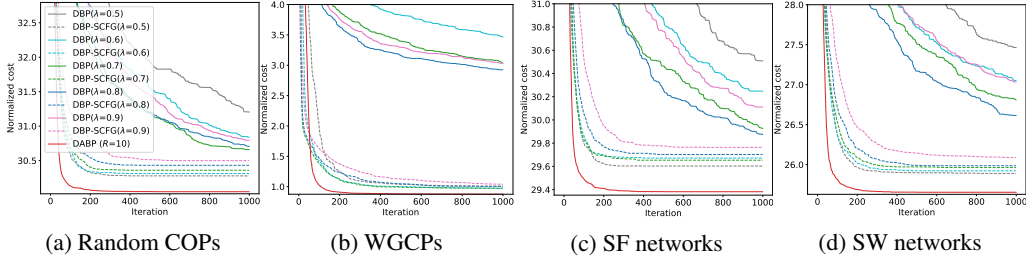 32.5
32.0
31.5
31.0
30.5
Normalized cost
DBP(λ=0.5)
DBP-SCFG(λ=0.5)
DBP(λ=0.6)
DBP-SCFG(λ=0.6)
DBP(λ=0.7)
DBP-SCFG(λ=0.7)
DBP(λ=0.8)
DBP-SCFG(λ=0.8)
DBP(λ=0.9)
DBP-SCFG(λ=0.9)
DABP (R=10)
0 200 400 600 800 1000
Iteration
(a) Random COPs
4.0
3.5
3.0
2.5
2.0
1.5
1.0
Normalized cost
0 200 400 600 800 1000
Iteration
(b) WGCPs
31.0
30.8
30.6
30.4
30.2
30.0
29.8
29.6
29.4
Normalized cost
0 200 400 600 800 1000
Iteration
(c) SF networks
28.0
27.5
27.0
26.5
26.0
Normalized cost
0 200 400 600 800 1000
Iteration
(d) SW networks